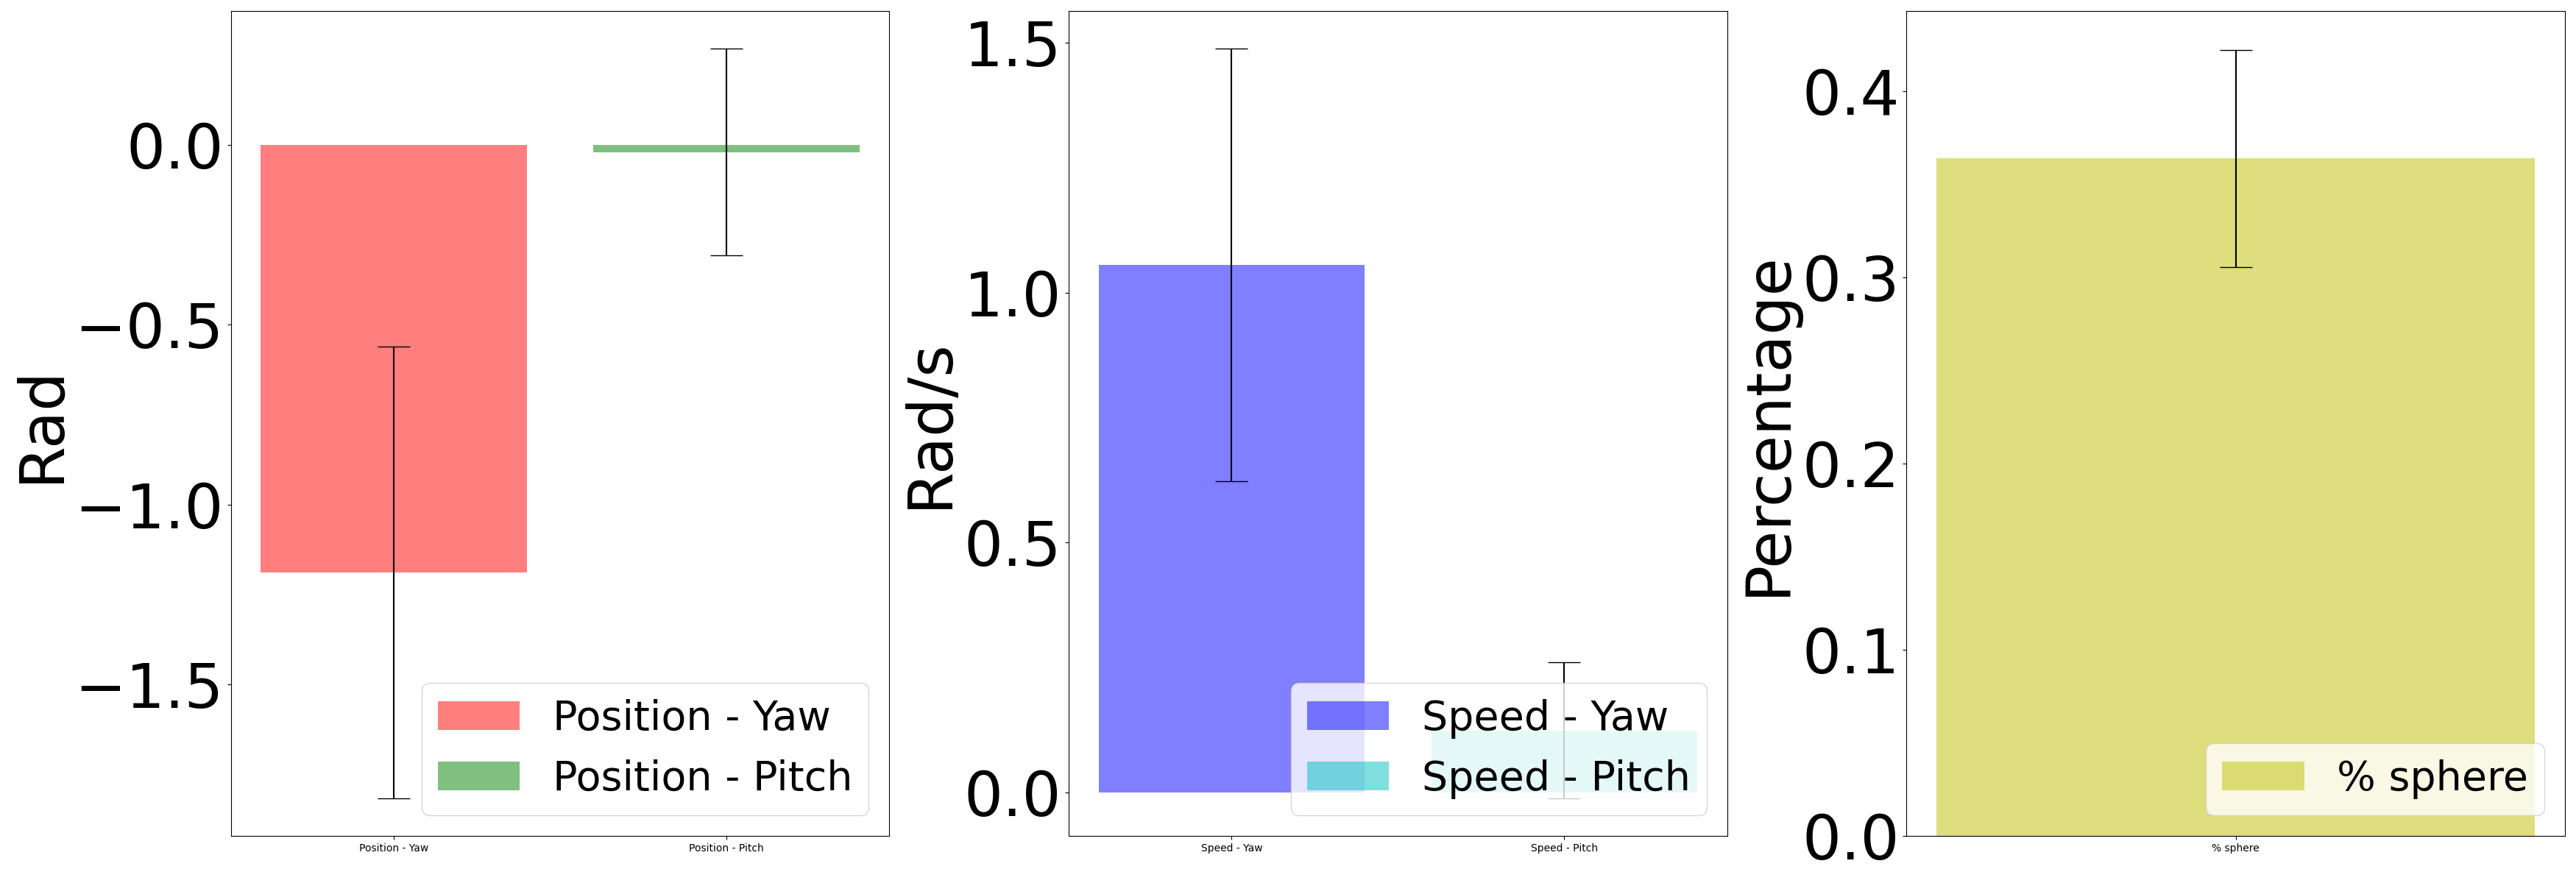 Rad
0.0
−0.5
−1.0
−1.5
Position - Yaw
Position - Pitch
Position - Yaw
Position - Pitch
Rad/s
1.5
1.0
0.5
0.0
Speed - Yaw
Speed - Pitch
Speed - Yaw
Speed - Pitch
Percentage
0.4
0.3
0.2
0.1
0.0
% sphere
% sphere